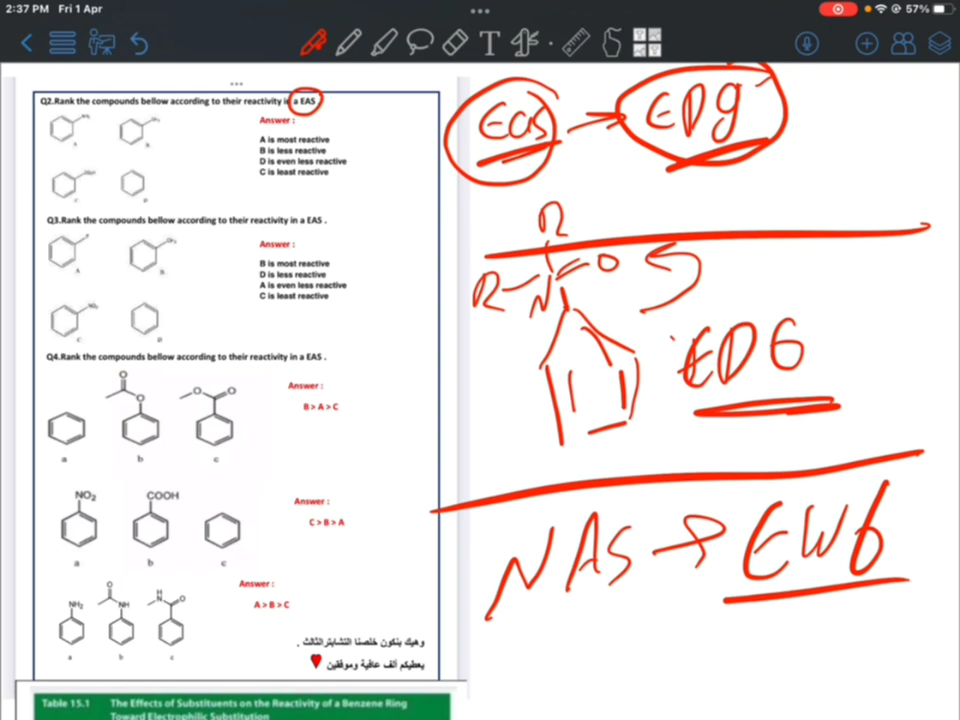 2:37 PM Fri 1 Apr
57%
Q2.Rank the compounds bellow according to their reactivity in a EAS .
Answer :
A is most reactive
B is less reactive
D is even less reactive
C is least reactive
A
B
C
Q3.Rank the compounds bellow according to their reactivity in a EAS .
Answer :
B is most reactive
D is less reactive
A is even less reactive
C is least reactive
F
A
B
NO2
C
Q4.Rank the compounds bellow according to their reactivity in a EAS .
Answer :
B > A > C
O
O
O
O
a
b
c
Answer :
C > B > A
NO2
COOH
a
b
c
Answer :
A > B > C
NH2
O
NH
H
N
O
a
b
c
وهيك بنكون خلصنا التشابتر الثالث .
يعطيكم ألف عافية وموفقين
Table 15.1 The Effects of Substituents on the Reactivity of a Benzene Ring
Toward Electrophilic Substitution
Eas → EDg
R
R-N
O
EDG
NAS → EWG